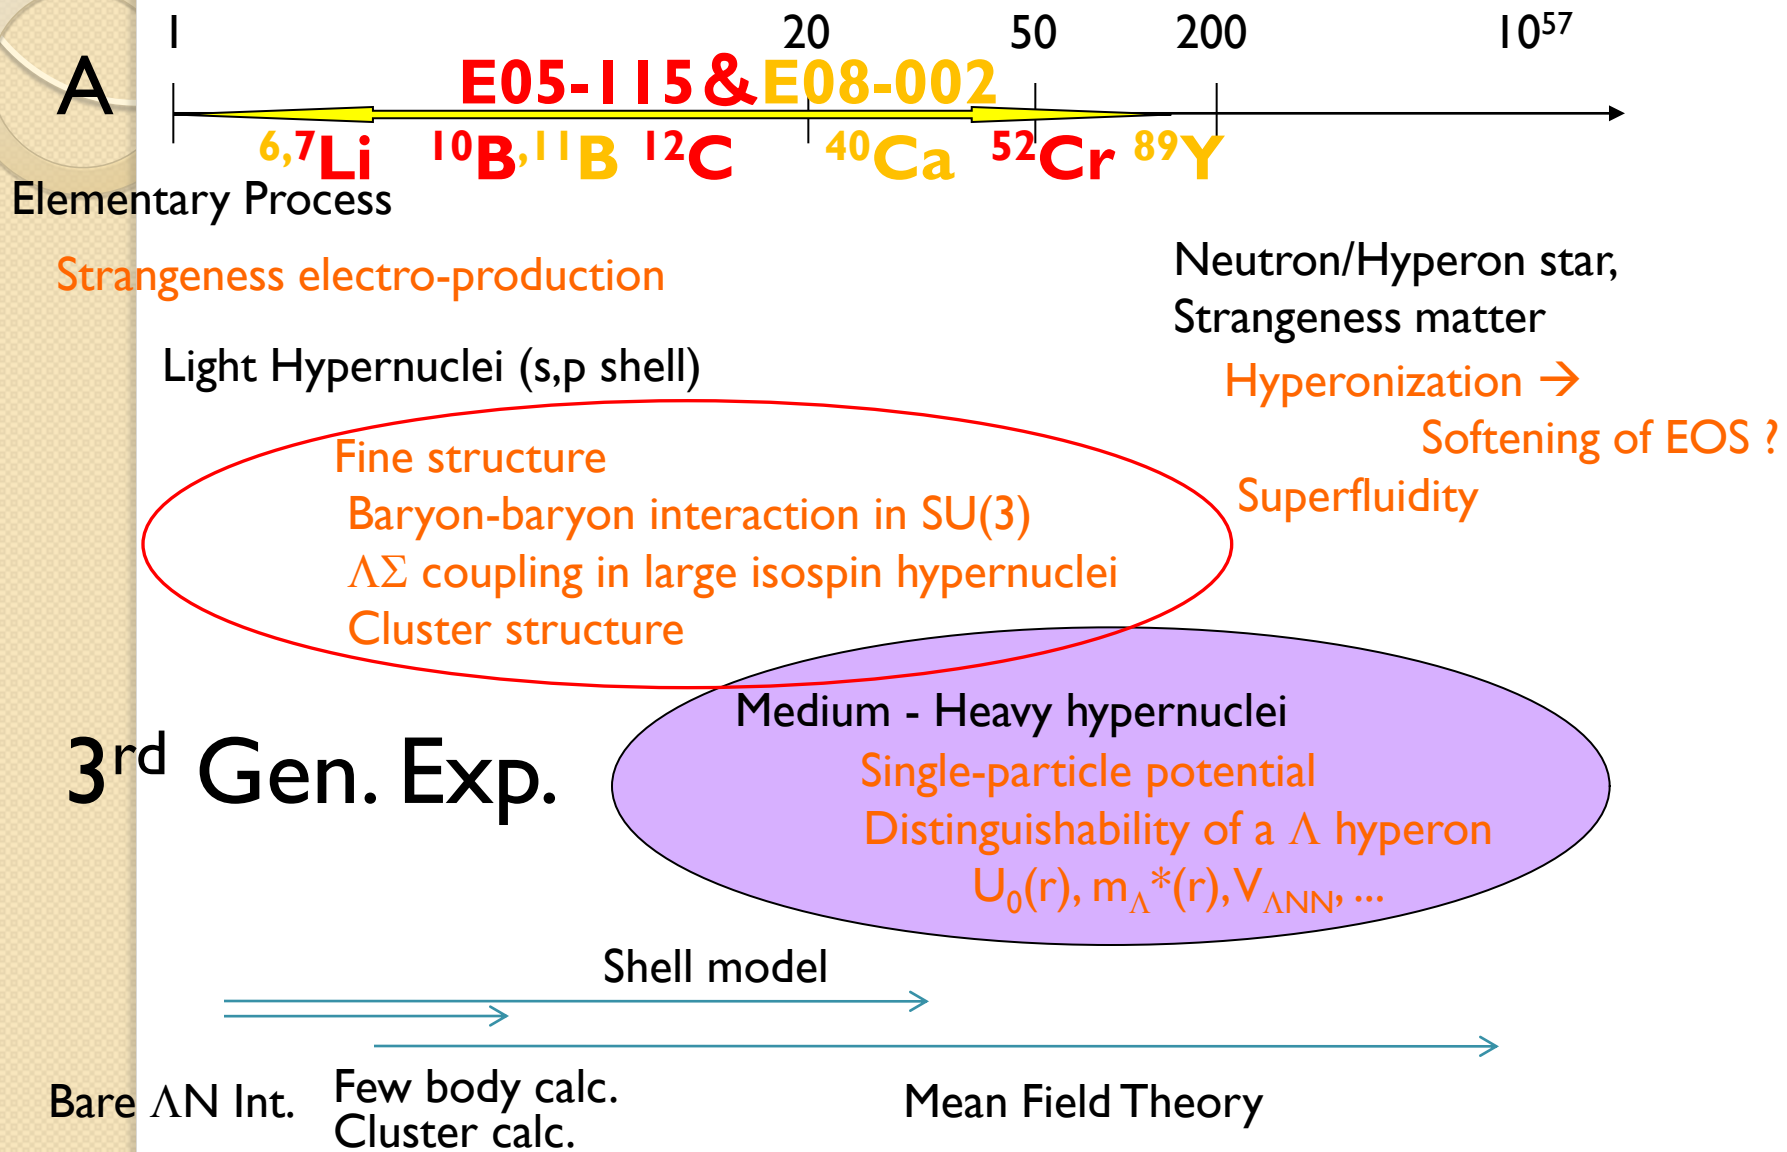 1 20 50 200 10⁵⁷
A
E05-115 & E08-002
⁶,⁷Li ¹⁰B,¹¹B ¹²C ⁴⁰Ca ⁵²Cr ⁸⁹Y
Elementary Process
Strangeness electro-production
Neutron/Hyperon star,
Strangeness matter
Light Hypernuclei (s,p shell)
Hyperonization →
Softening of EOS ?
Superfluidity
Fine structure
Baryon-baryon interaction in SU(3)
ΛΣ coupling in large isospin hypernuclei
Cluster structure
3ʳᵈ Gen. Exp.
Medium - Heavy hypernuclei
Single-particle potential
Distinguishability of a Λ hyperon
U₀(r), m_Λ*(r), V_ΛNN, ...
Shell model
Bare ΛN Int.
Few body calc.
Cluster calc.
Mean Field Theory